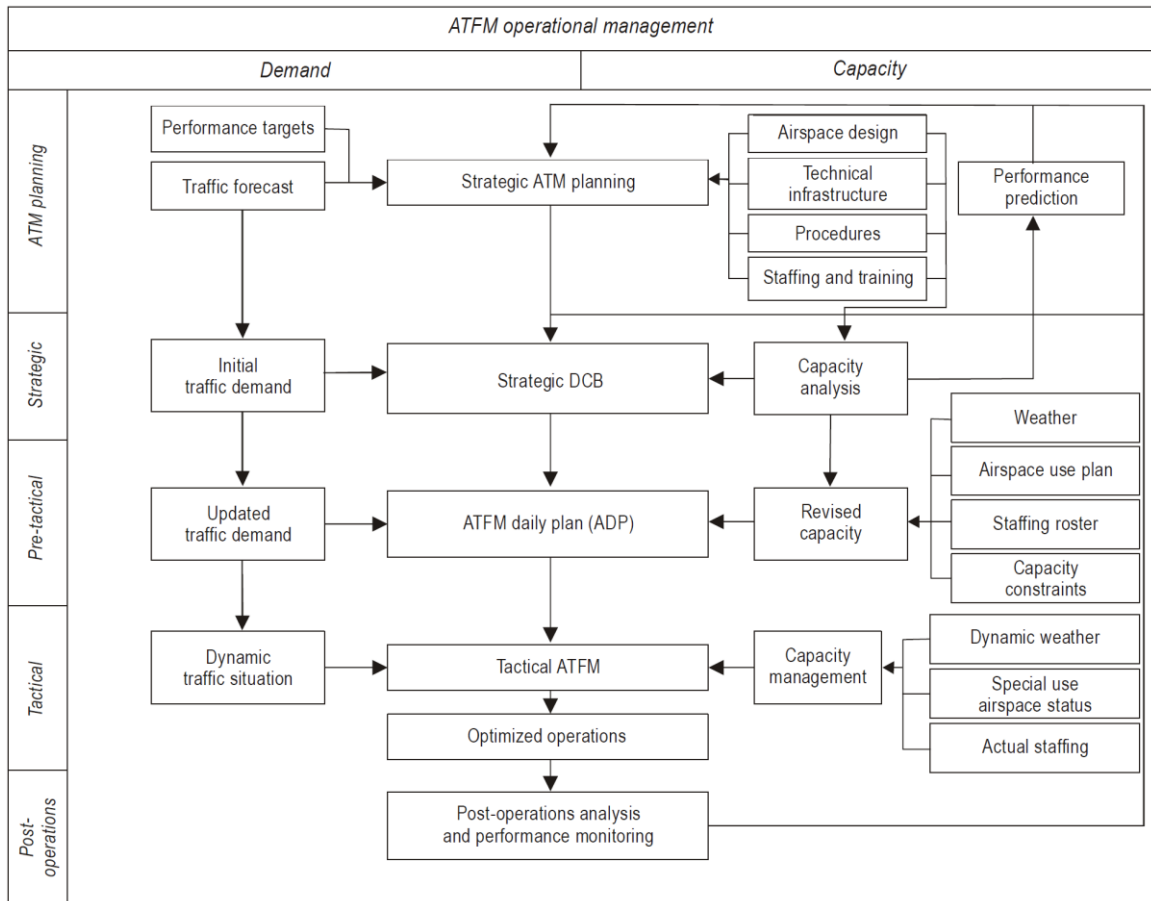 ATFM operational management
Demand
Capacity
ATM planning
Performance targets
Traffic forecast
Strategic ATM planning
Airspace design
Technical
infrastructure
Procedures
Staffing and training
Performance
prediction
Strategic
Initial
traffic demand
Strategic DCB
Capacity
analysis
Pre-tactical
Updated
traffic demand
ATFM daily plan (ADP)
Revised
capacity
Weather
Airspace use plan
Staffing roster
Capacity
constraints
Tactical
Dynamic
traffic situation
Tactical ATFM
Capacity
management
Dynamic weather
Special use
airspace status
Actual staffing
Optimized operations
Post-
operations
Post-operations analysis
and performance monitoring